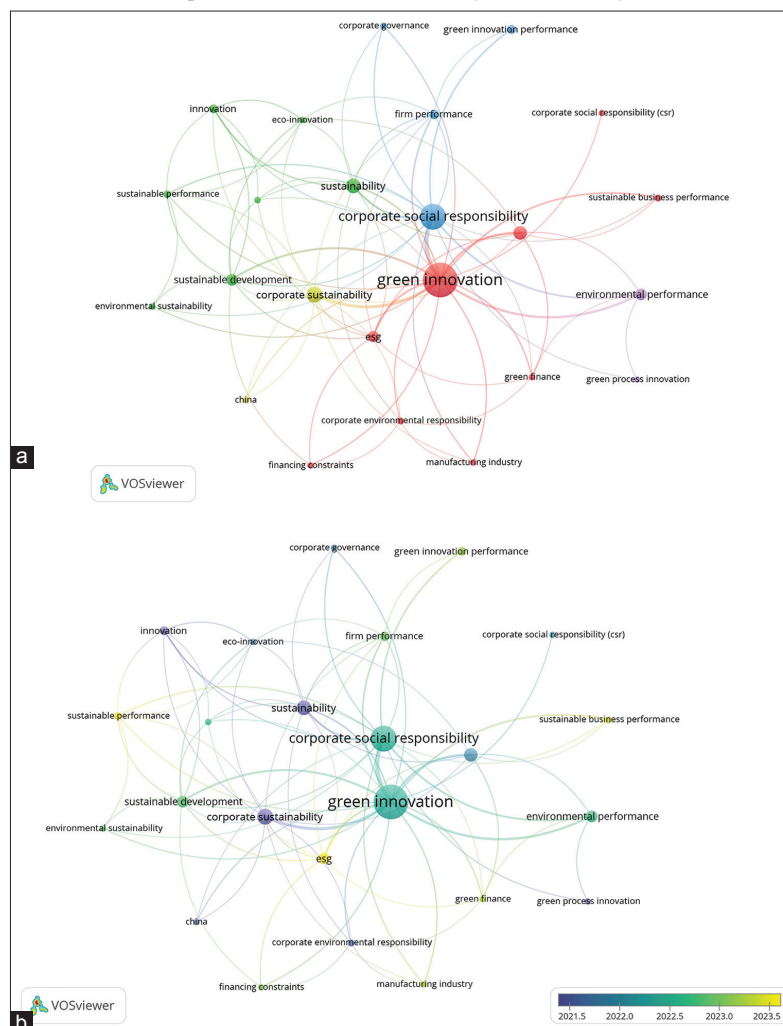 corporate governance
green innovation performance
innovation
eco-innovation
firm performance
corporate social responsibility (csr)
sustainable performance
sustainability
sustainable business performance
corporate social responsibility
sustainable development
green innovation
environmental performance
corporate sustainability
environmental sustainability
esg
green finance
green process innovation
china
corporate environmental responsibility
financing constraints
manufacturing industry
a
VOSviewer
corporate governance
green innovation performance
innovation
eco-innovation
firm performance
corporate social responsibility (csr)
sustainability
sustainable performance
sustainable business performance
corporate social responsibility
sustainable development
green innovation
corporate sustainability
environmental performance
environmental sustainability
esg
green finance
green process innovation
china
corporate environmental responsibility
financing constraints
manufacturing industry
VOSviewer
b
2021.5 2022.0 2022.5 2023.0 2023.5